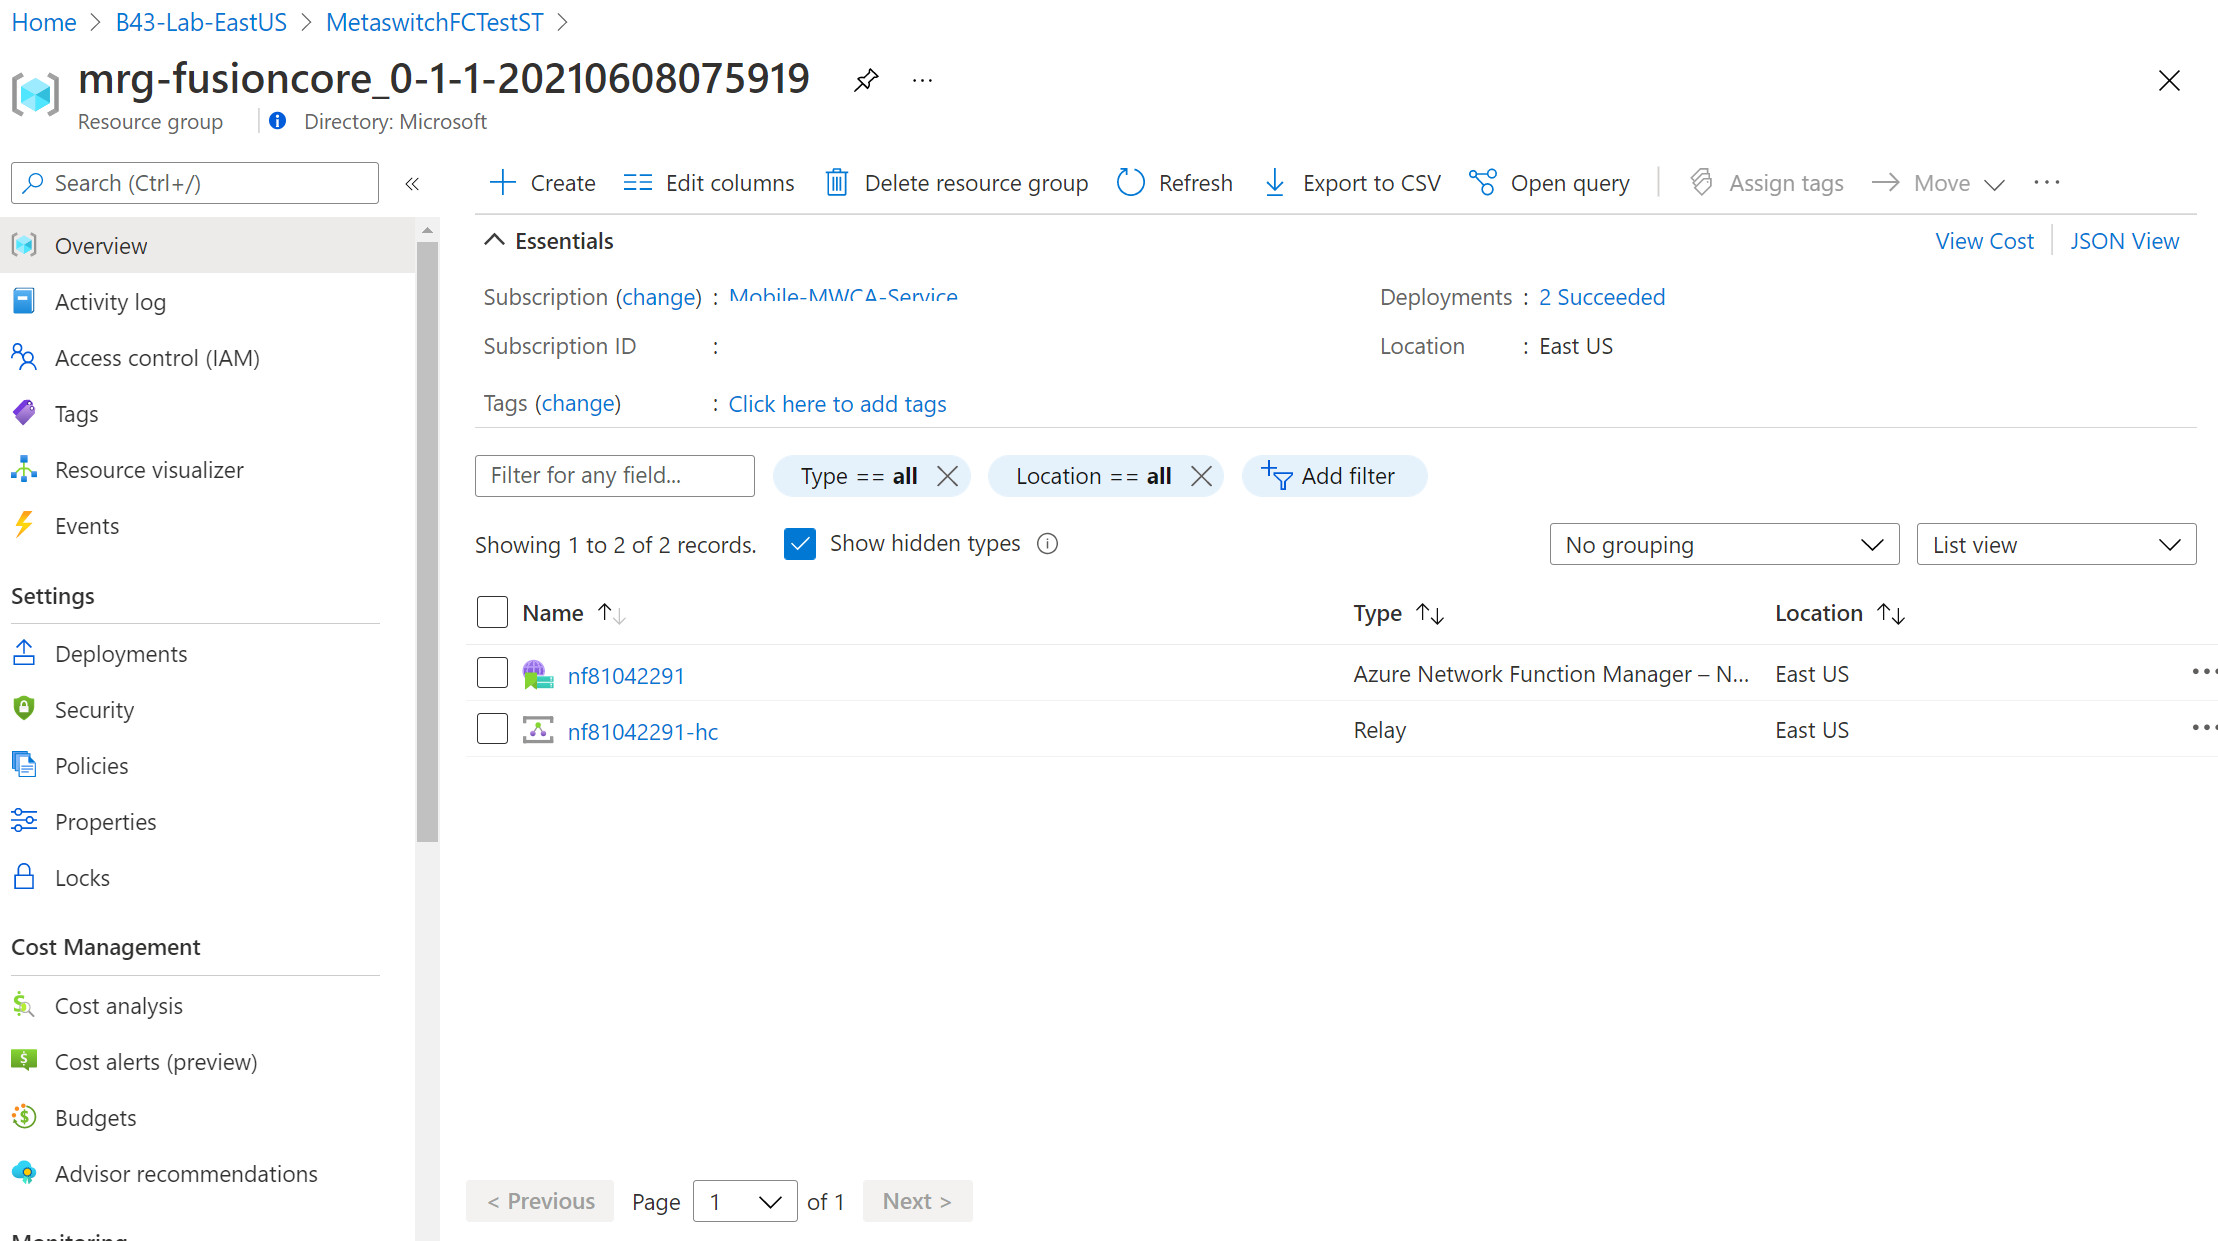 Home > B43-Lab-EastUS > MetaswitchFCTestST >
mrg-fusioncore_0-1-1-20210608075919 ...
Resource group | Directory: Microsoft
Search (Ctrl+/) «
Create Edit columns Delete resource group Refresh Export to CSV Open query | Assign tags Move ...
Overview
Activity log
Access control (IAM)
Tags
Resource visualizer
Events
Settings
Deployments
Security
Policies
Properties
Locks
Cost Management
Cost analysis
Cost alerts (preview)
Budgets
Advisor recommendations
Monitoring
Essentials
View Cost | JSON View
Subscription (change) : Mobile-MWCA-Service
Deployments : 2 Succeeded
Subscription ID :
Location : East US
Tags (change) : Click here to add tags
Filter for any field... Type == all Location == all Add filter
Showing 1 to 2 of 2 records. Show hidden types
No grouping List view
Name Type Location
nf81042291 Azure Network Function Manager – N... East US ...
nf81042291-hc Relay East US ...
< Previous Page 1 of 1 Next >